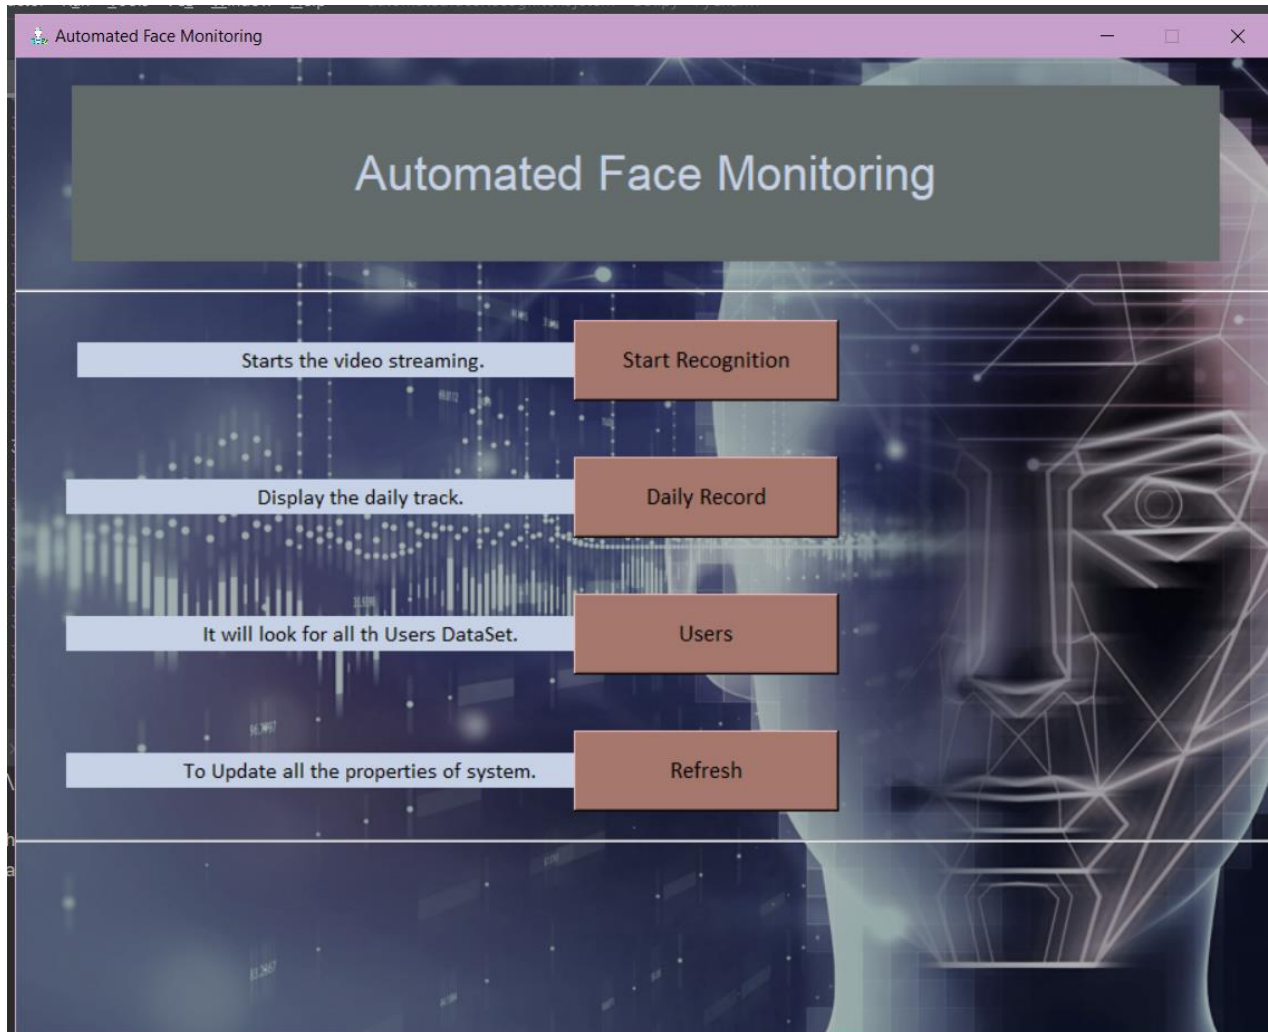 Automated Face Monitoring
Automated Face Monitoring
Starts the video streaming.
Start Recognition
Display the daily track.
Daily Record
It will look for all th Users DataSet.
Users
To Update all the properties of system.
Refresh